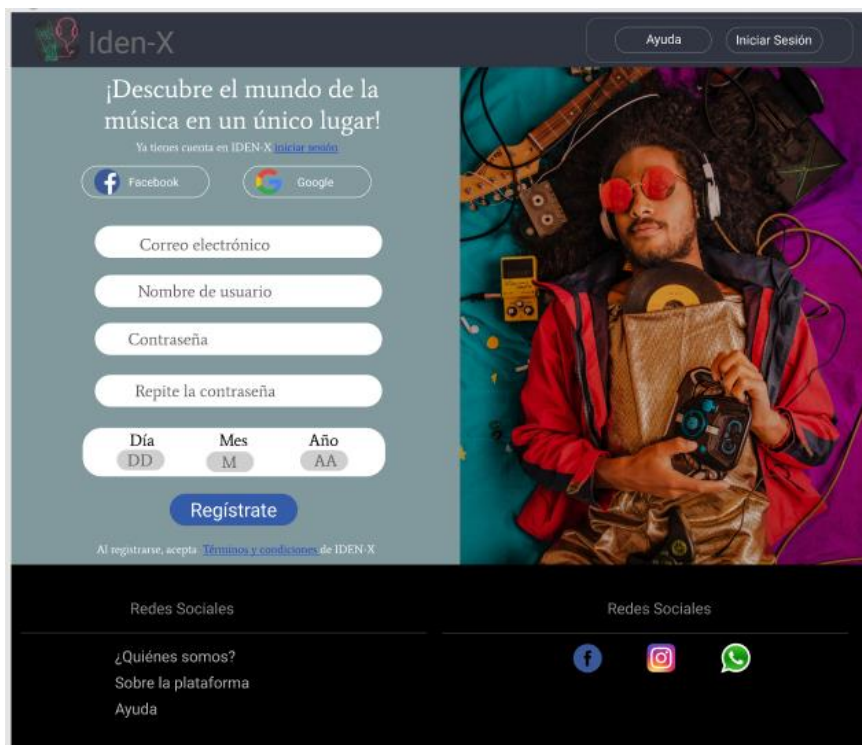 Iden-X
Ayuda
Iniciar Sesión
¡Descubre el mundo de la
música en un único lugar!
Ya tienes cuenta en IDEN-X iniciar sesión
Facebook
Google
Correo electrónico
Nombre de usuario
Contraseña
Repite la contraseña
Día Mes Año
DD M AA
Regístrate
Al registrarse, acepta Términos y condiciones de IDEN-X
Redes Sociales
Redes Sociales
¿Quiénes somos?
Sobre la plataforma
Ayuda